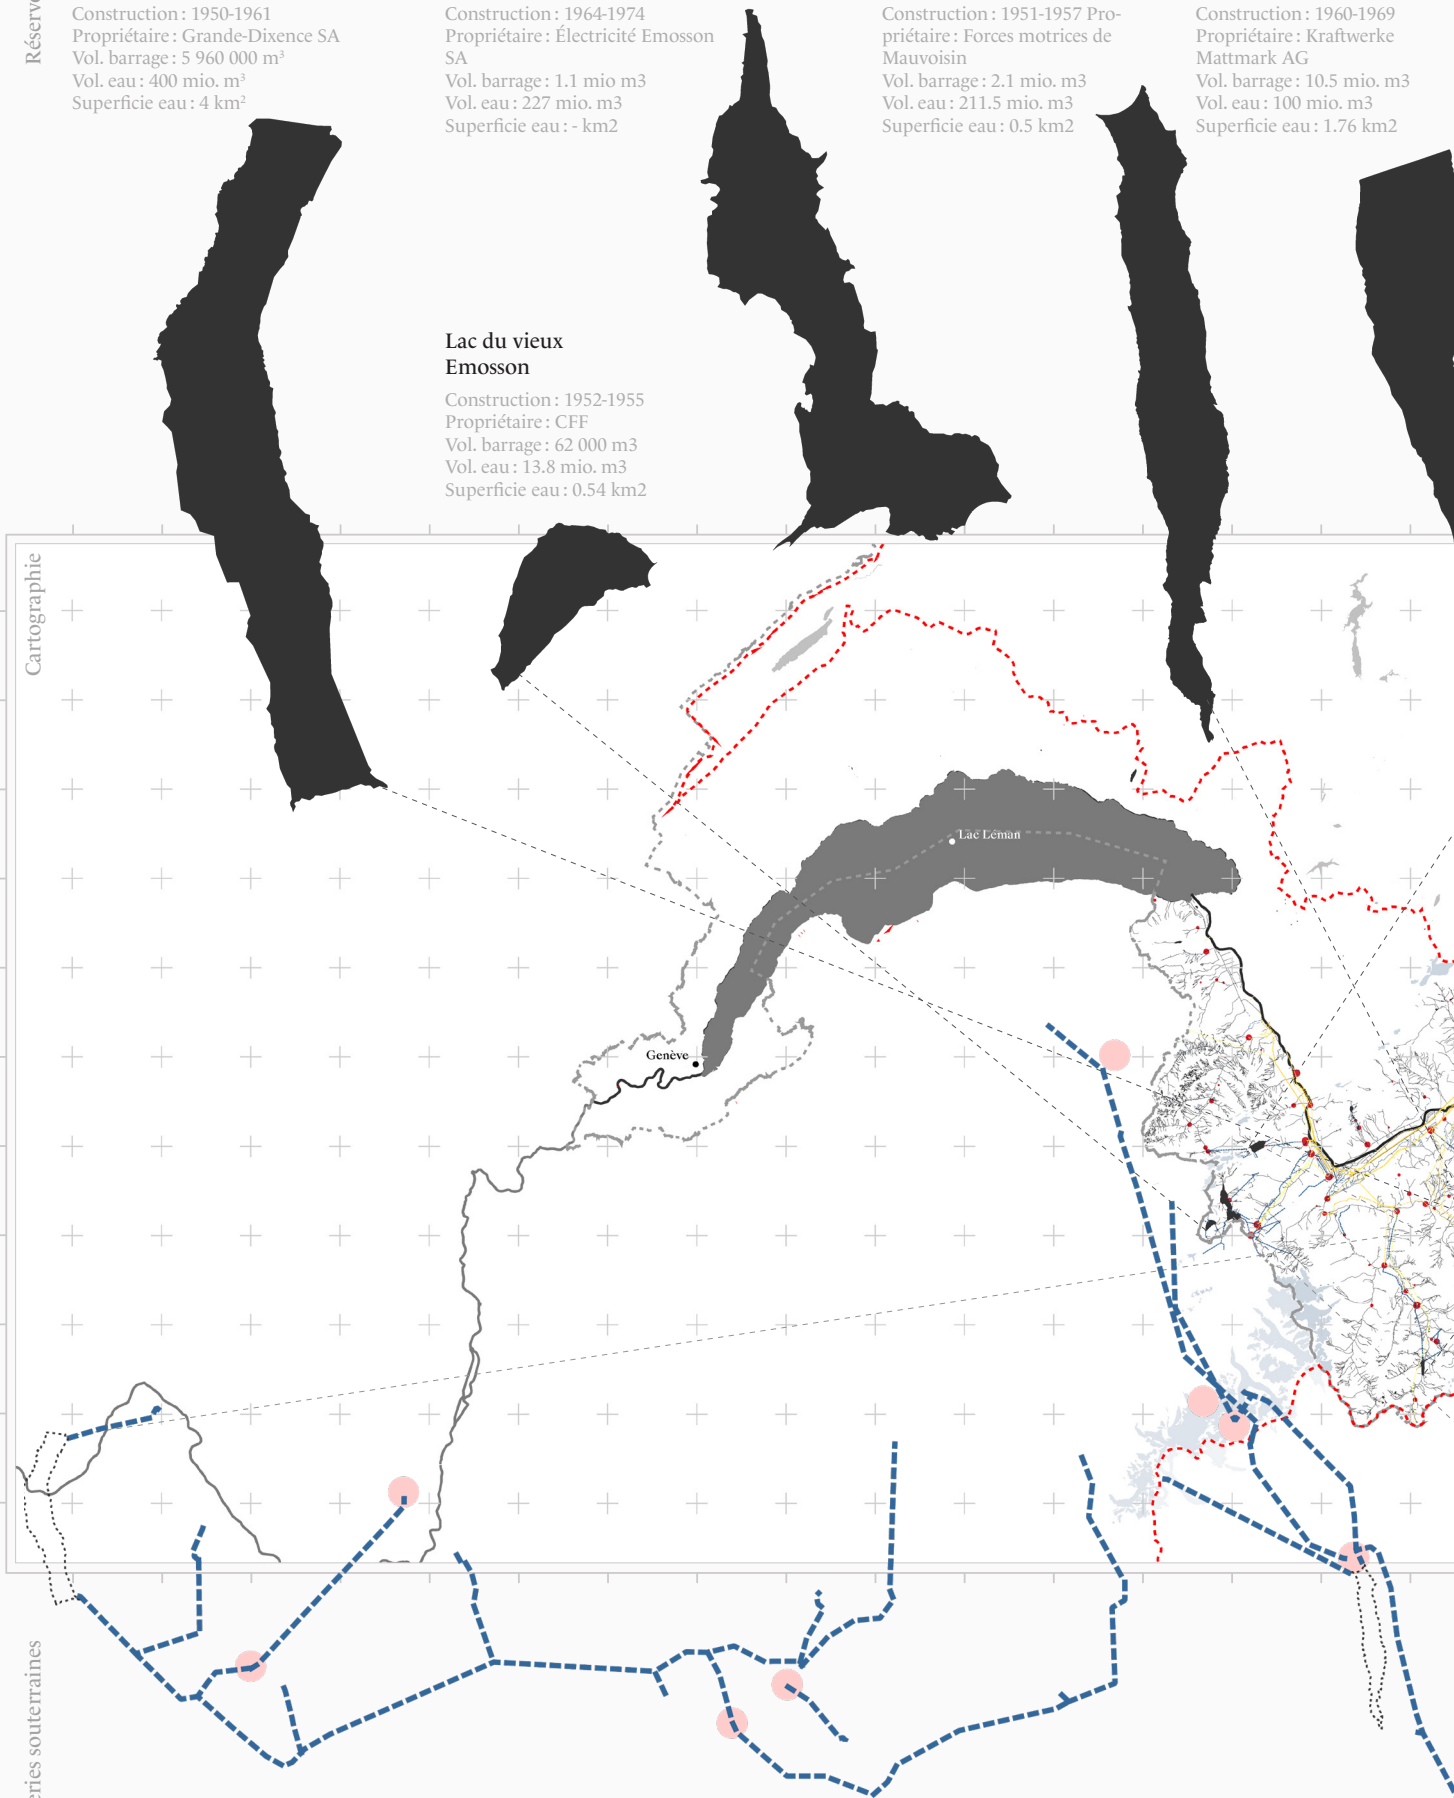 Réserv
Construction : 1950-1961
Propriétaire : Grande-Dixence SA
Vol. barrage : 5 960 000 m³
Vol. eau : 400 mio. m³
Superficie eau : 4 km²
Construction : 1964-1974
Propriétaire : Électricité Emosson
SA
Vol. barrage : 1.1 mio m3
Vol. eau : 227 mio. m3
Superficie eau : - km2
Construction : 1951-1957 Pro-
priétaire : Forces motrices de
Mauvoisin
Vol. barrage : 2.1 mio. m3
Vol. eau : 211.5 mio. m3
Superficie eau : 0.5 km2
Construction : 1960-1969
Propriétaire : Kraftwerke
Mattmark AG
Vol. barrage : 10.5 mio. m3
Vol. eau : 100 mio. m3
Superficie eau : 1.76 km2
Lac du vieux
Emosson
Construction : 1952-1955
Propriétaire : CFF
Vol. barrage : 62 000 m3
Vol. eau : 13.8 mio. m3
Superficie eau : 0.54 km2
Cartographie
Lac Léman
Genève
eries souterraines